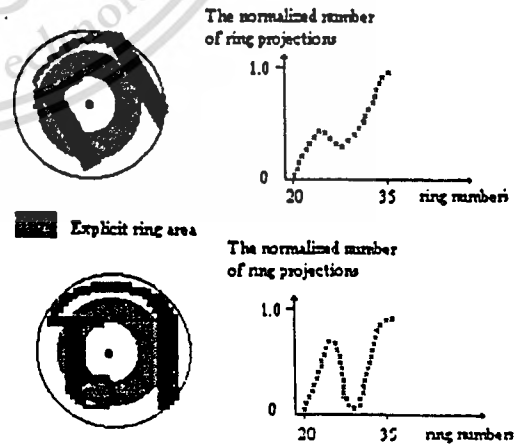 The normalized number
of ring projections
1.0
0
20 35 ring numbers
Explicit ring area
The normalized number
of ring projections
1.0
0
20 35 ring numbers